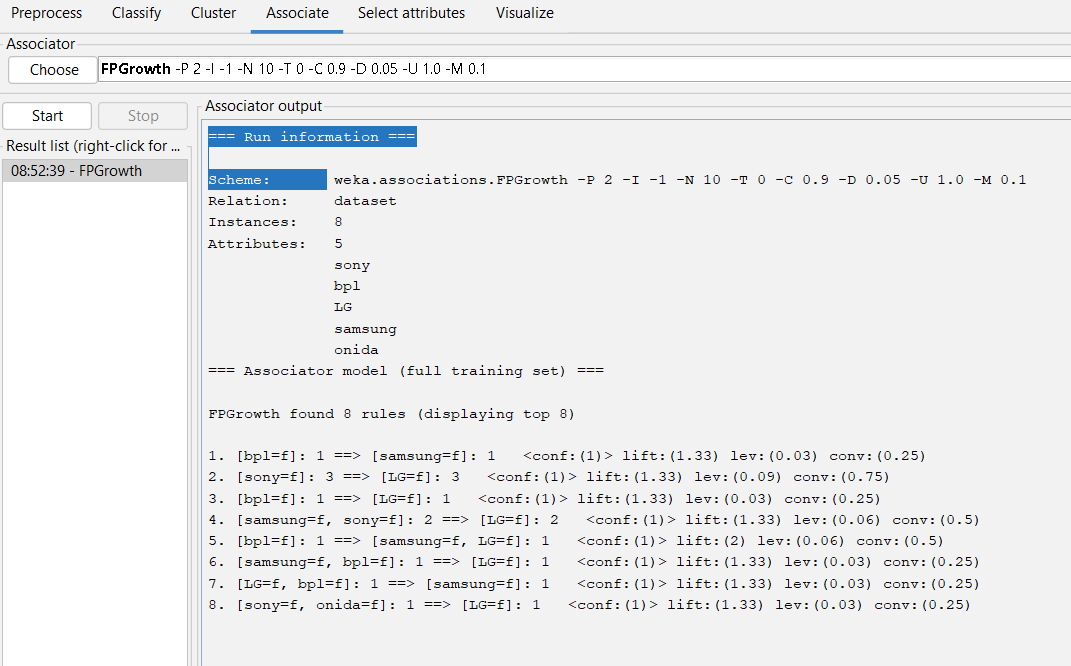 Preprocess Classify Cluster Associate Select attributes Visualize
Associator
Choose FPGrowth -P 2 -I -1 -N 10 -T 0 -C 0.9 -D 0.05 -U 1.0 -M 0.1
Start Stop
Result list (right-click for ...
08:52:39 - FPGrowth
Associator output
=== Run information ===
Scheme: weka.associations.FPGrowth -P 2 -I -1 -N 10 -T 0 -C 0.9 -D 0.05 -U 1.0 -M 0.1
Relation: dataset
Instances: 8
Attributes: 5
sony
bpl
LG
samsung
onida
=== Associator model (full training set) ===
FPGrowth found 8 rules (displaying top 8)
1. [bpl=f]: 1 ==> [samsung=f]: 1 <conf:(1)> lift:(1.33) lev:(0.03) conv:(0.25)
2. [sony=f]: 3 ==> [LG=f]: 3 <conf:(1)> lift:(1.33) lev:(0.09) conv:(0.75)
3. [bpl=f]: 1 ==> [LG=f]: 1 <conf:(1)> lift:(1.33) lev:(0.03) conv:(0.25)
4. [samsung=f, sony=f]: 2 ==> [LG=f]: 2 <conf:(1)> lift:(1.33) lev:(0.06) conv:(0.5)
5. [bpl=f]: 1 ==> [samsung=f, LG=f]: 1 <conf:(1)> lift:(2) lev:(0.06) conv:(0.5)
6. [samsung=f, bpl=f]: 1 ==> [LG=f]: 1 <conf:(1)> lift:(1.33) lev:(0.03) conv:(0.25)
7. [LG=f, bpl=f]: 1 ==> [samsung=f]: 1 <conf:(1)> lift:(1.33) lev:(0.03) conv:(0.25)
8. [sony=f, onida=f]: 1 ==> [LG=f]: 1 <conf:(1)> lift:(1.33) lev:(0.03) conv:(0.25)